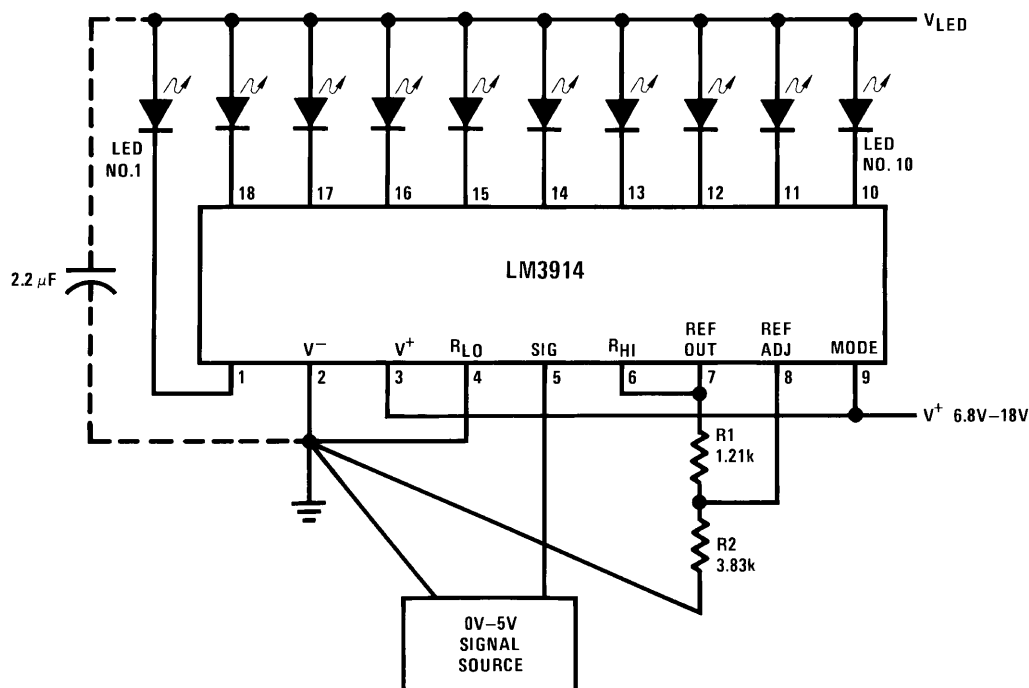 V_LED
LED
NO.1
LED
NO. 10
18 17 16 15 14 13 12 11 10
LM3914
2.2 μF
V⁻
V⁺
R_LO
SIG
R_HI
REF
OUT
REF
ADJ
MODE
1 2 3 4 5 6 7 8 9
V⁺ 6.8V–18V
R1
1.21k
R2
3.83k
0V–5V
SIGNAL
SOURCE